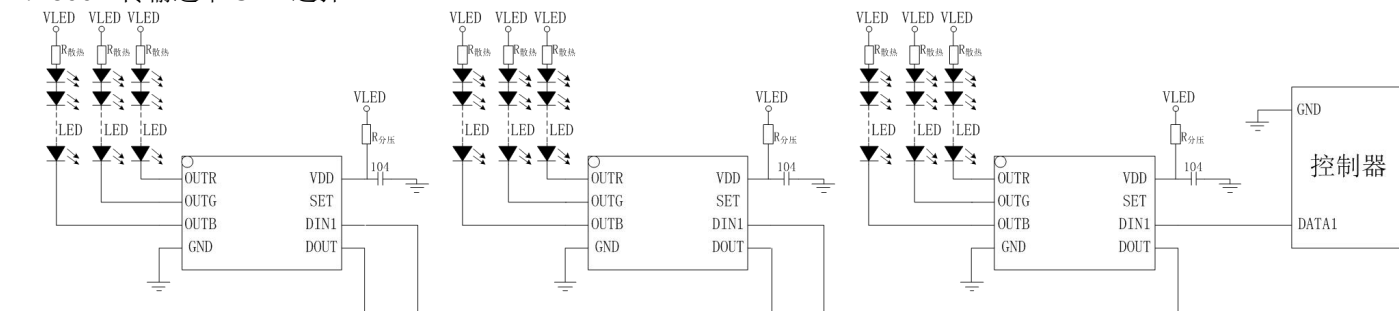 VLED VLED VLED VLED VLED VLED VLED VLED VLED
R散热 R散热 R散热 R散热 R散热 R散热 R散热 R散热 R散热
VLED VLED VLED
GND
LED LED LED LED LED LED LED LED LED
R分压 R分压 R分压
控制器
104 104 104
OUTR VDD OUTR VDD OUTR VDD
OUTG SET OUTG SET OUTG SET
OUTB DIN1 OUTB DIN1 OUTB DIN1 DATA1
GND DOUT GND DOUT GND DOUT